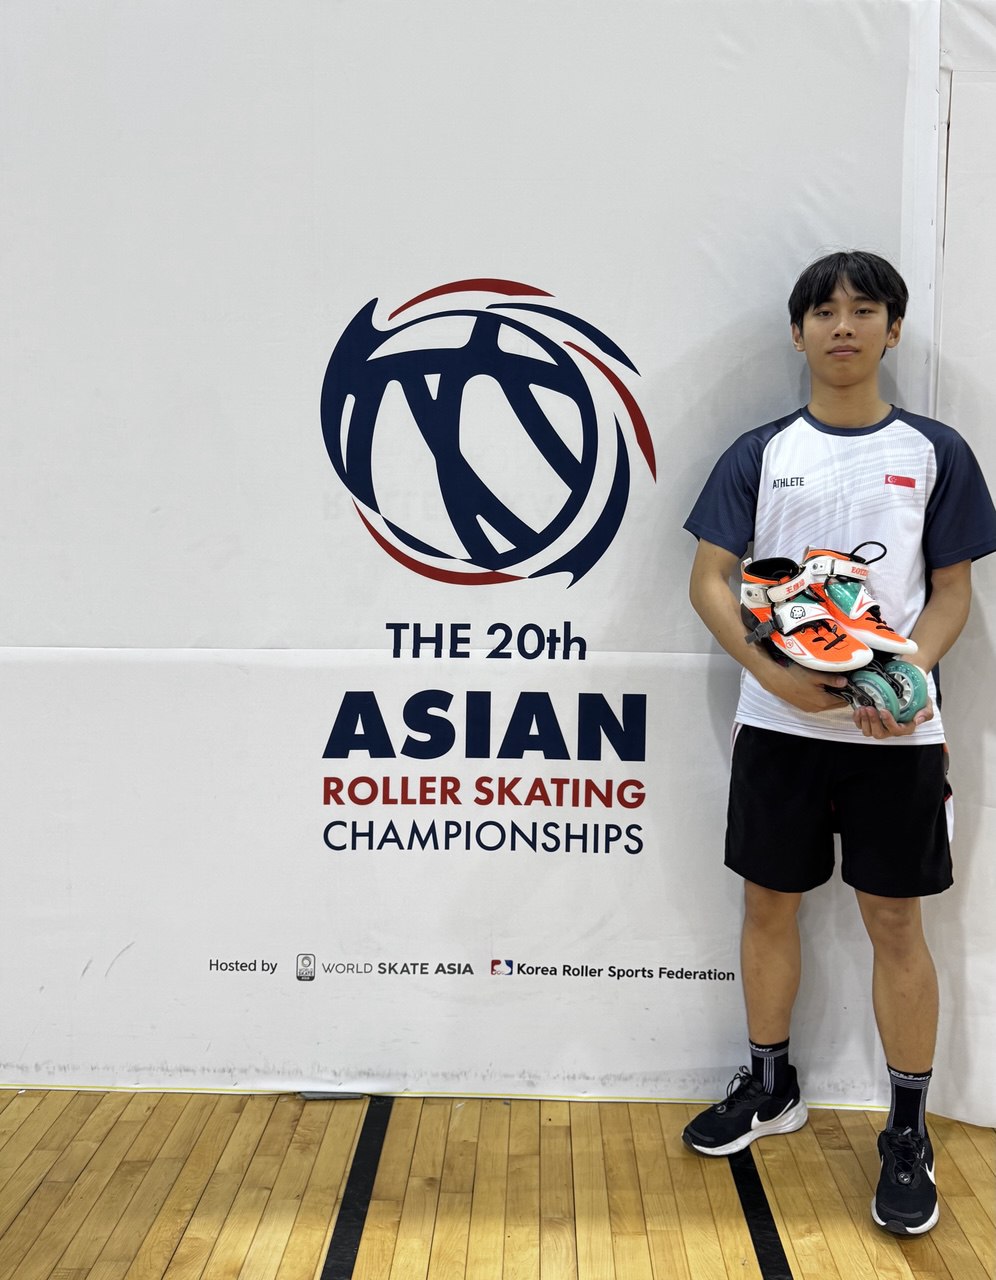 THE 20th
ASIAN
ROLLER SKATING
CHAMPIONSHIPS
Hosted by WORLD SKATE ASIA Korea Roller Sports Federation
ATHLETE